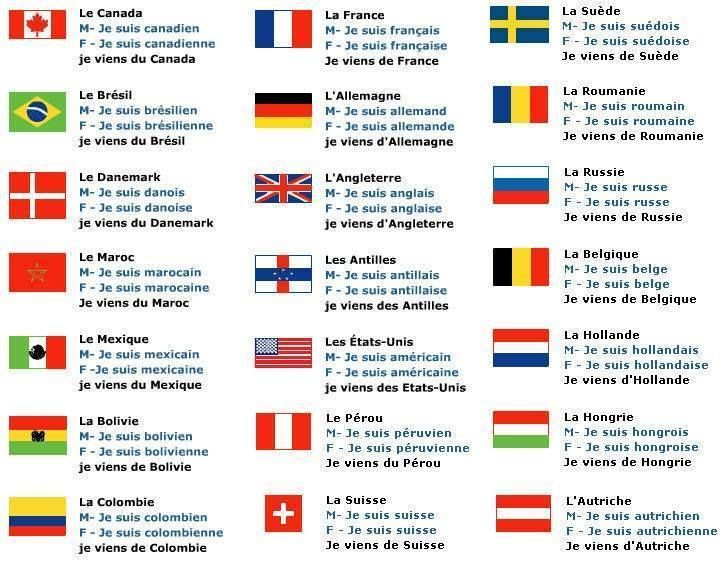 Le Canada
M- Je suis canadien
F - Je suis canadienne
je viens du Canada
Le Brésil
M- Je suis brésilien
F - Je suis brésilienne
je viens du Brésil
Le Danemark
M- Je suis danois
F - Je suis danoise
je viens du Danemark
Le Maroc
M- Je suis marocain
F - Je suis marocaine
Je viens du Maroc
Le Mexique
M- Je suis mexicain
F -Je suis mexicaine
je viens du Mexique
La Bolivie
M- Je suis bolivien
F - Je suis bolivienne
je viens de Bolivie
La Colombie
M- Je suis colombien
F - Je suis colombienne
je viens de Colombie
La France
M- Je suis français
F - Je suis française
Je viens de France
L'Allemagne
M- Je suis allemand
F - Je suis allemande
je viens d'Allemagne
L'Angleterre
M- Je suis anglais
F - Je suis anglaise
je viens d'Angleterre
Les Antilles
M- Je suis antillais
F - Je suis antillaise
je viens des Antilles
Les États-Unis
M- Je suis américain
F - Je suis américaine
je viens des Etats-Unis
Le Pérou
M- Je suis péruvien
F - Je suis péruvienne
Je viens du Pérou
La Suisse
M- Je suis suisse
F - Je suis suisse
Je viens de Suisse
La Suède
M- Je suis suédois
F - Je suis suédoise
Je viens de Suède
La Roumanie
M- Je suis roumain
F - Je suis roumaine
Je viens de Roumanie
La Russie
M- Je suis russe
F - Je suis russe
Je viens de Russie
La Belgique
M- Je suis belge
F - Je suis belge
Je viens de Belgique
La Hollande
M- Je suis hollandais
F - Je suis hollandaise
Je viens d'Hollande
La Hongrie
M- Je suis hongrois
F - Je suis hongroise
Je viens de Hongrie
L'Autriche
M- Je suis autrichien
F - Je suis autrichienne
Je viens d'Autriche